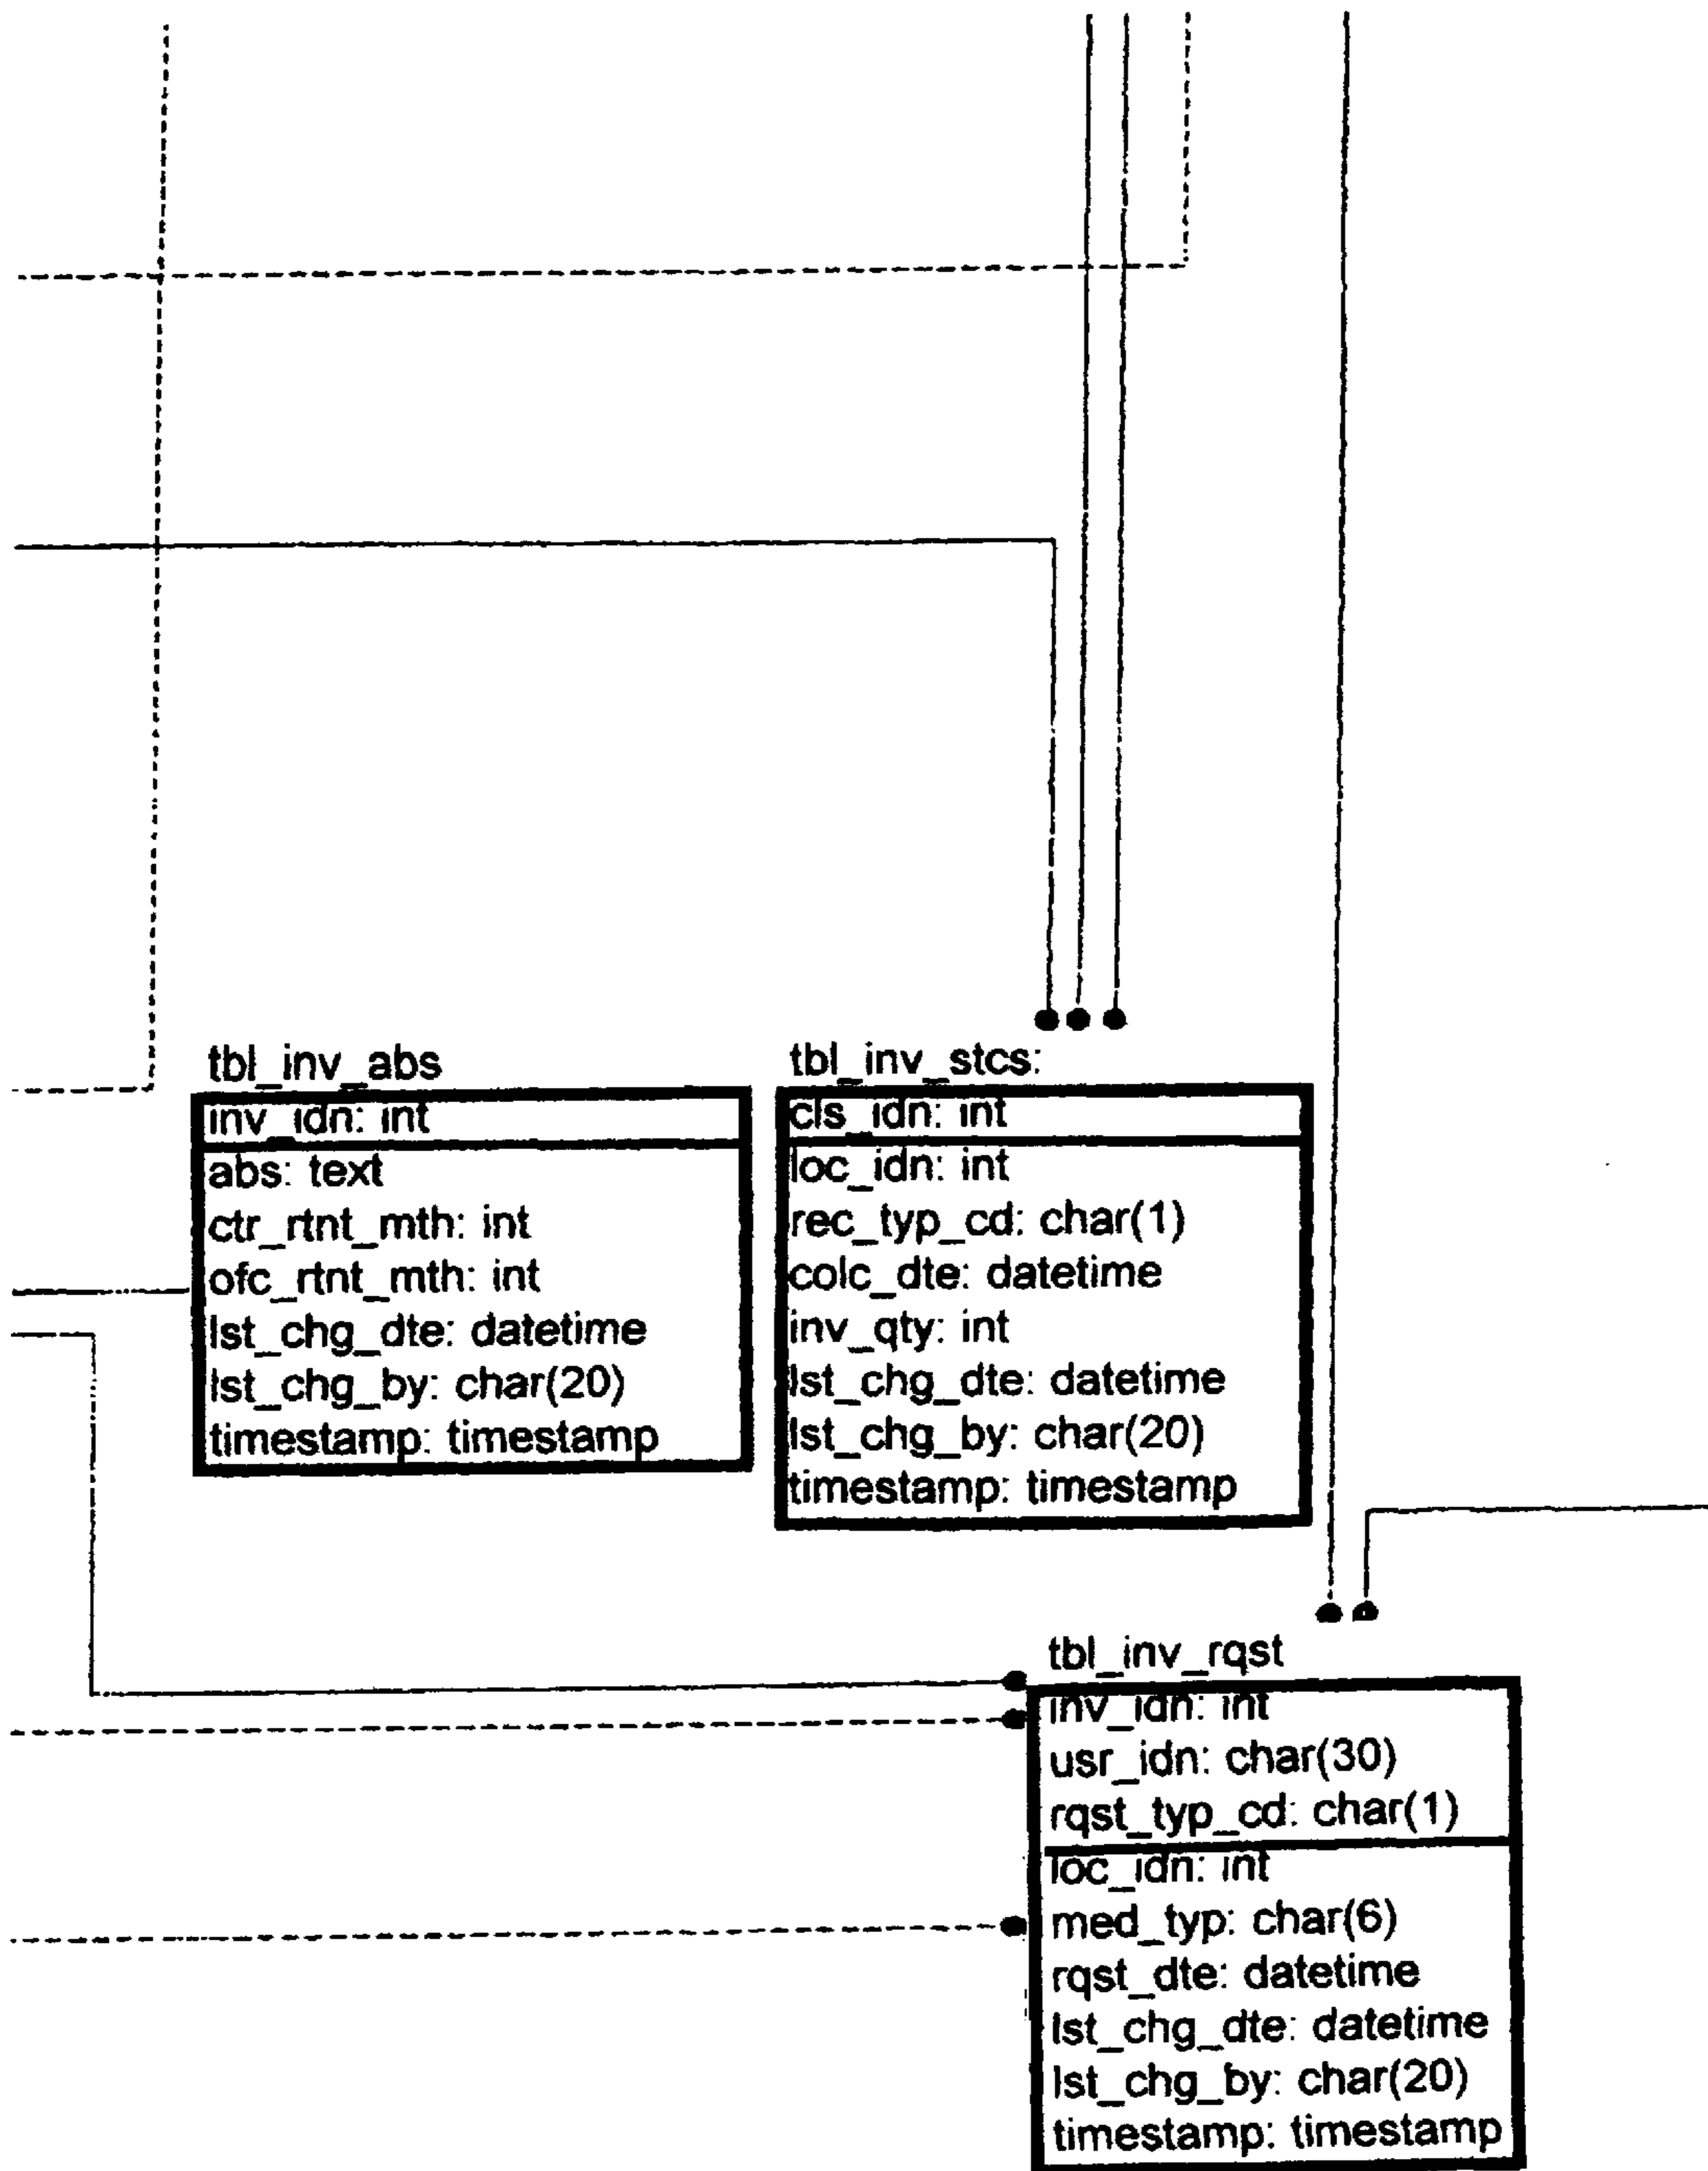 tbl_inv_abs
inv_idn: int
abs: text
ctr_rtnt_mth: int
ofc_rtnt_mth: int
lst_chg_dte: datetime
lst_chg_by: char(20)
timestamp: timestamp
tbl_inv_stcs:
cls_idn: int
loc_idn: int
rec_typ_cd: char(1)
colc_dte: datetime
inv_qty: int
lst_chg_dte: datetime
lst_chg_by: char(20)
timestamp: timestamp
tbl_inv_rqst
inv_idn: int
usr_idn: char(30)
rqst_typ_cd: char(1)
loc_idn: int
med_typ: char(6)
rqst_dte: datetime
lst_chg_dte: datetime
lst_chg_by: char(20)
timestamp: timestamp